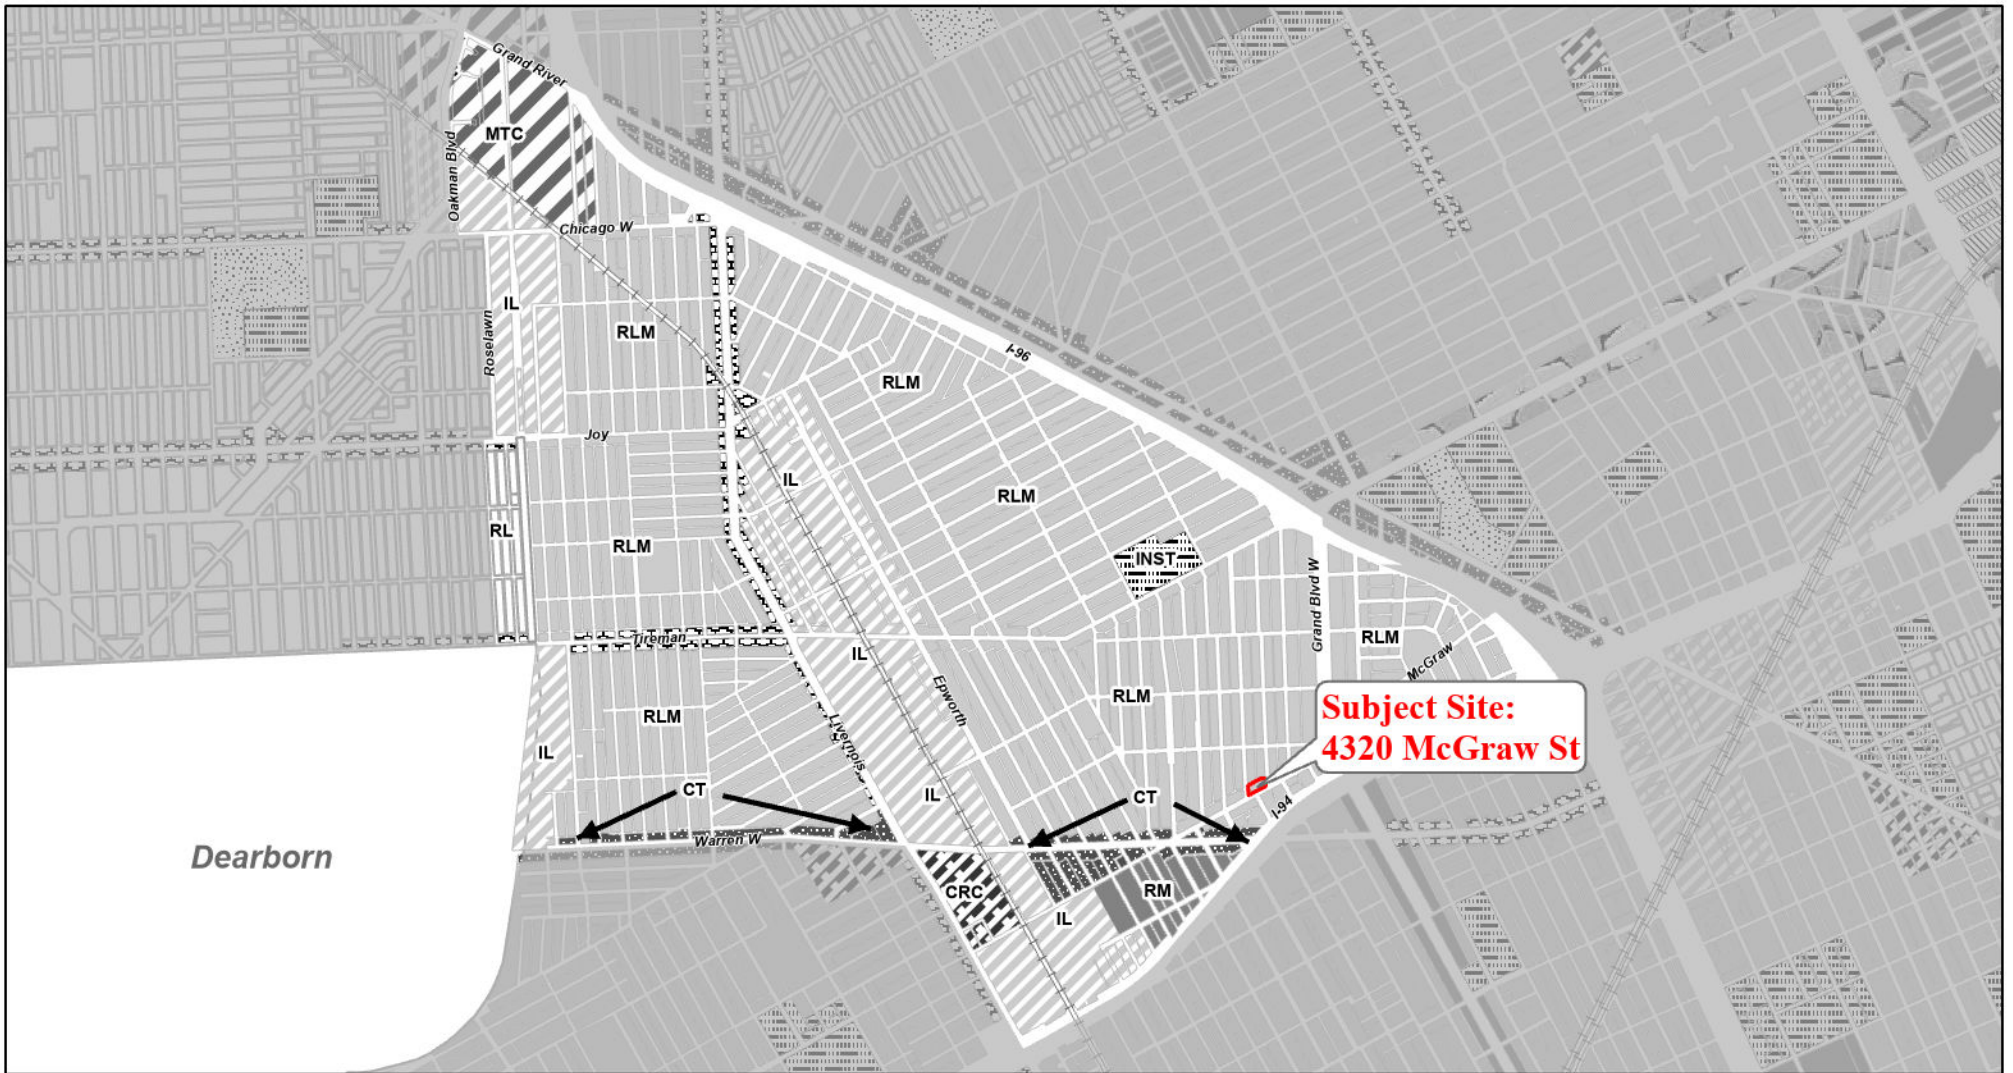 Grand River
MTC
Oakman Blvd
Chicago W
IL
Roselawn
RLM
I-96
RLM
Joy
IL
RLM
RL
RLM
INST
Grand Blvd W
Tireman
RLM
IL
McGraw
Epworth
RLM
RLM
Livernois
Subject Site:
4320 McGraw St
IL
CT
IL
CT
I-94
Warren W
Dearborn
CRC
RM
IL